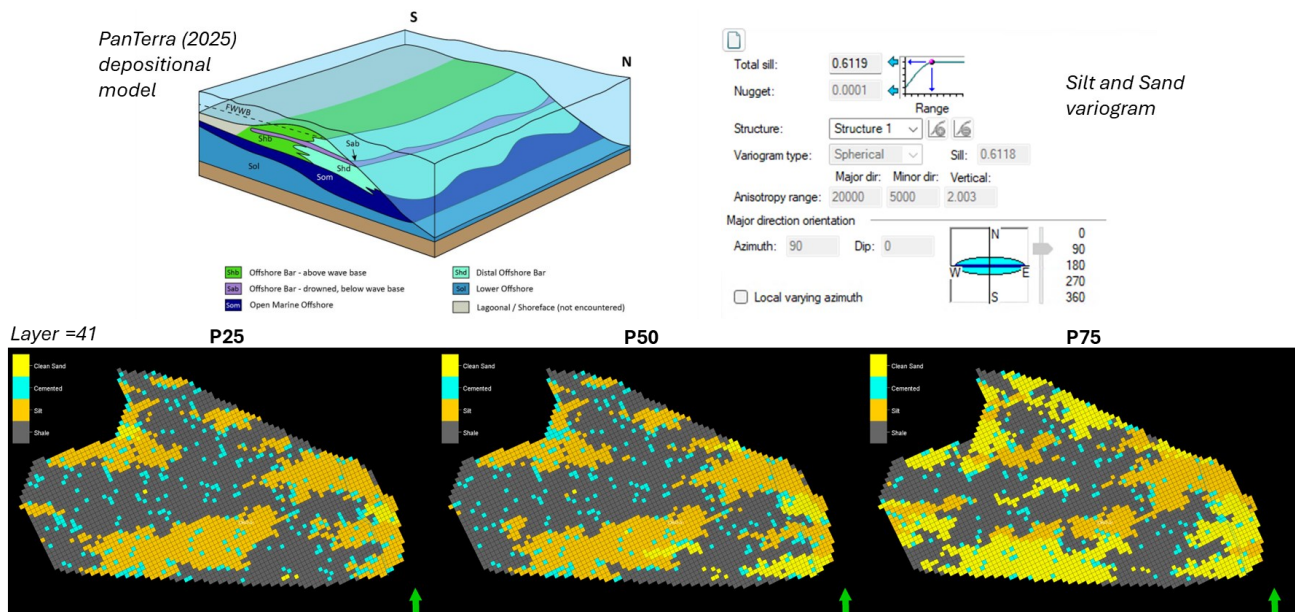 PanTerra (2025)
depositional
model
S
N
FWWB
Shb
Sab
Shd
Sol
Som
Shb Offshore Bar - above wave base
Sab Offshore Bar - drowned, below wave base
Som Open Marine Offshore
Shd Distal Offshore Bar
Sol Lower Offshore
Lagoonal / Shoreface (not encountered)
Total sill: 0.6119
Nugget: 0.0001
Range
Structure: Structure 1
Variogram type: Spherical Sill: 0.6118
Major dir: Minor dir: Vertical:
Anisotropy range: 20000 5000 2.003
Major direction orientation
Azimuth: 90 Dip: 0
N
W E
S
0
90
180
270
360
Local varying azimuth
Silt and Sand
variogram
Layer =41
P25
P50
P75
Clean Sand
Cemented
Silt
Shale
Clean Sand
Cemented
Silt
Shale
Clean Sand
Cemented
Silt
Shale